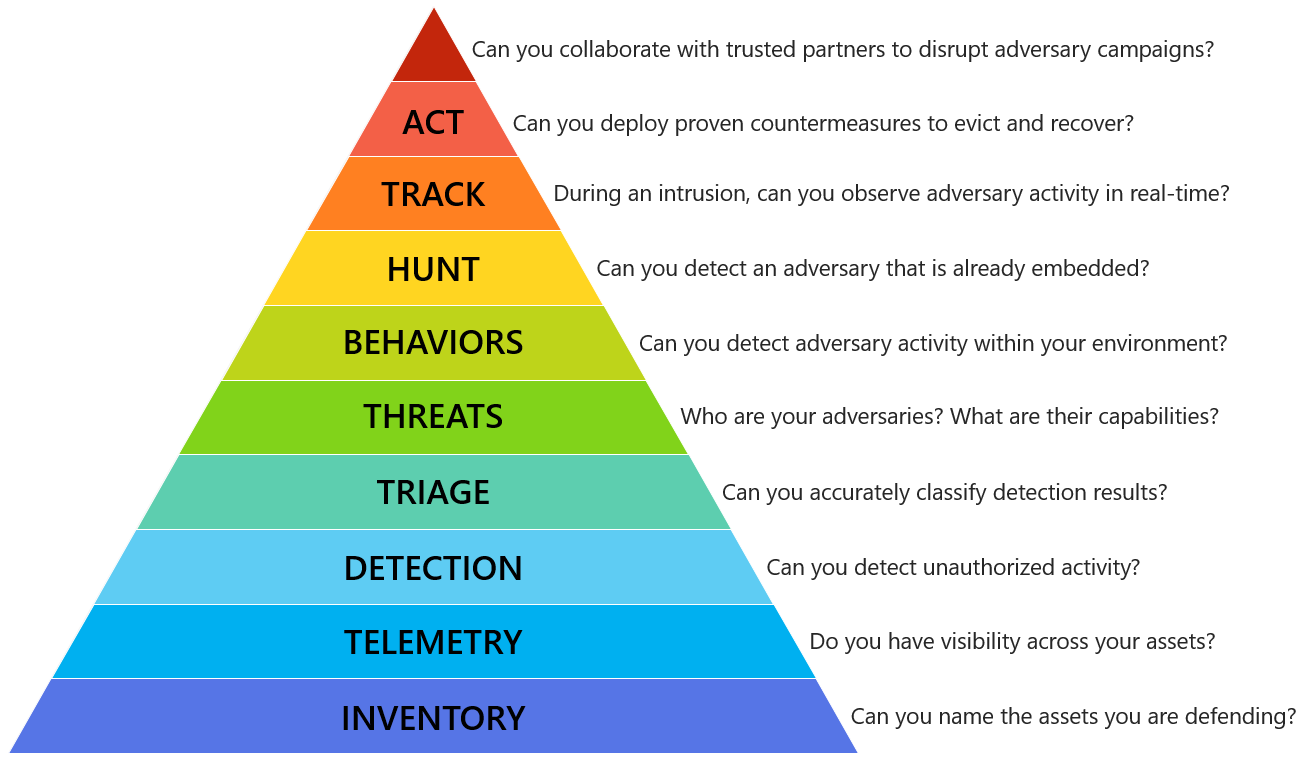 Can you collaborate with trusted partners to disrupt adversary campaigns?
ACT Can you deploy proven countermeasures to evict and recover?
TRACK During an intrusion, can you observe adversary activity in real-time?
HUNT Can you detect an adversary that is already embedded?
BEHAVIORS Can you detect adversary activity within your environment?
THREATS Who are your adversaries? What are their capabilities?
TRIAGE Can you accurately classify detection results?
DETECTION Can you detect unauthorized activity?
TELEMETRY Do you have visibility across your assets?
INVENTORY Can you name the assets you are defending?